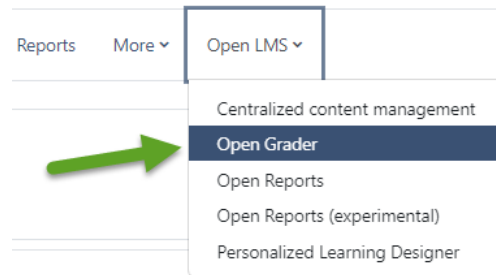 Reports More Open LMS
Centralized content management
Open Grader
Open Reports
Open Reports (experimental)
Personalized Learning Designer